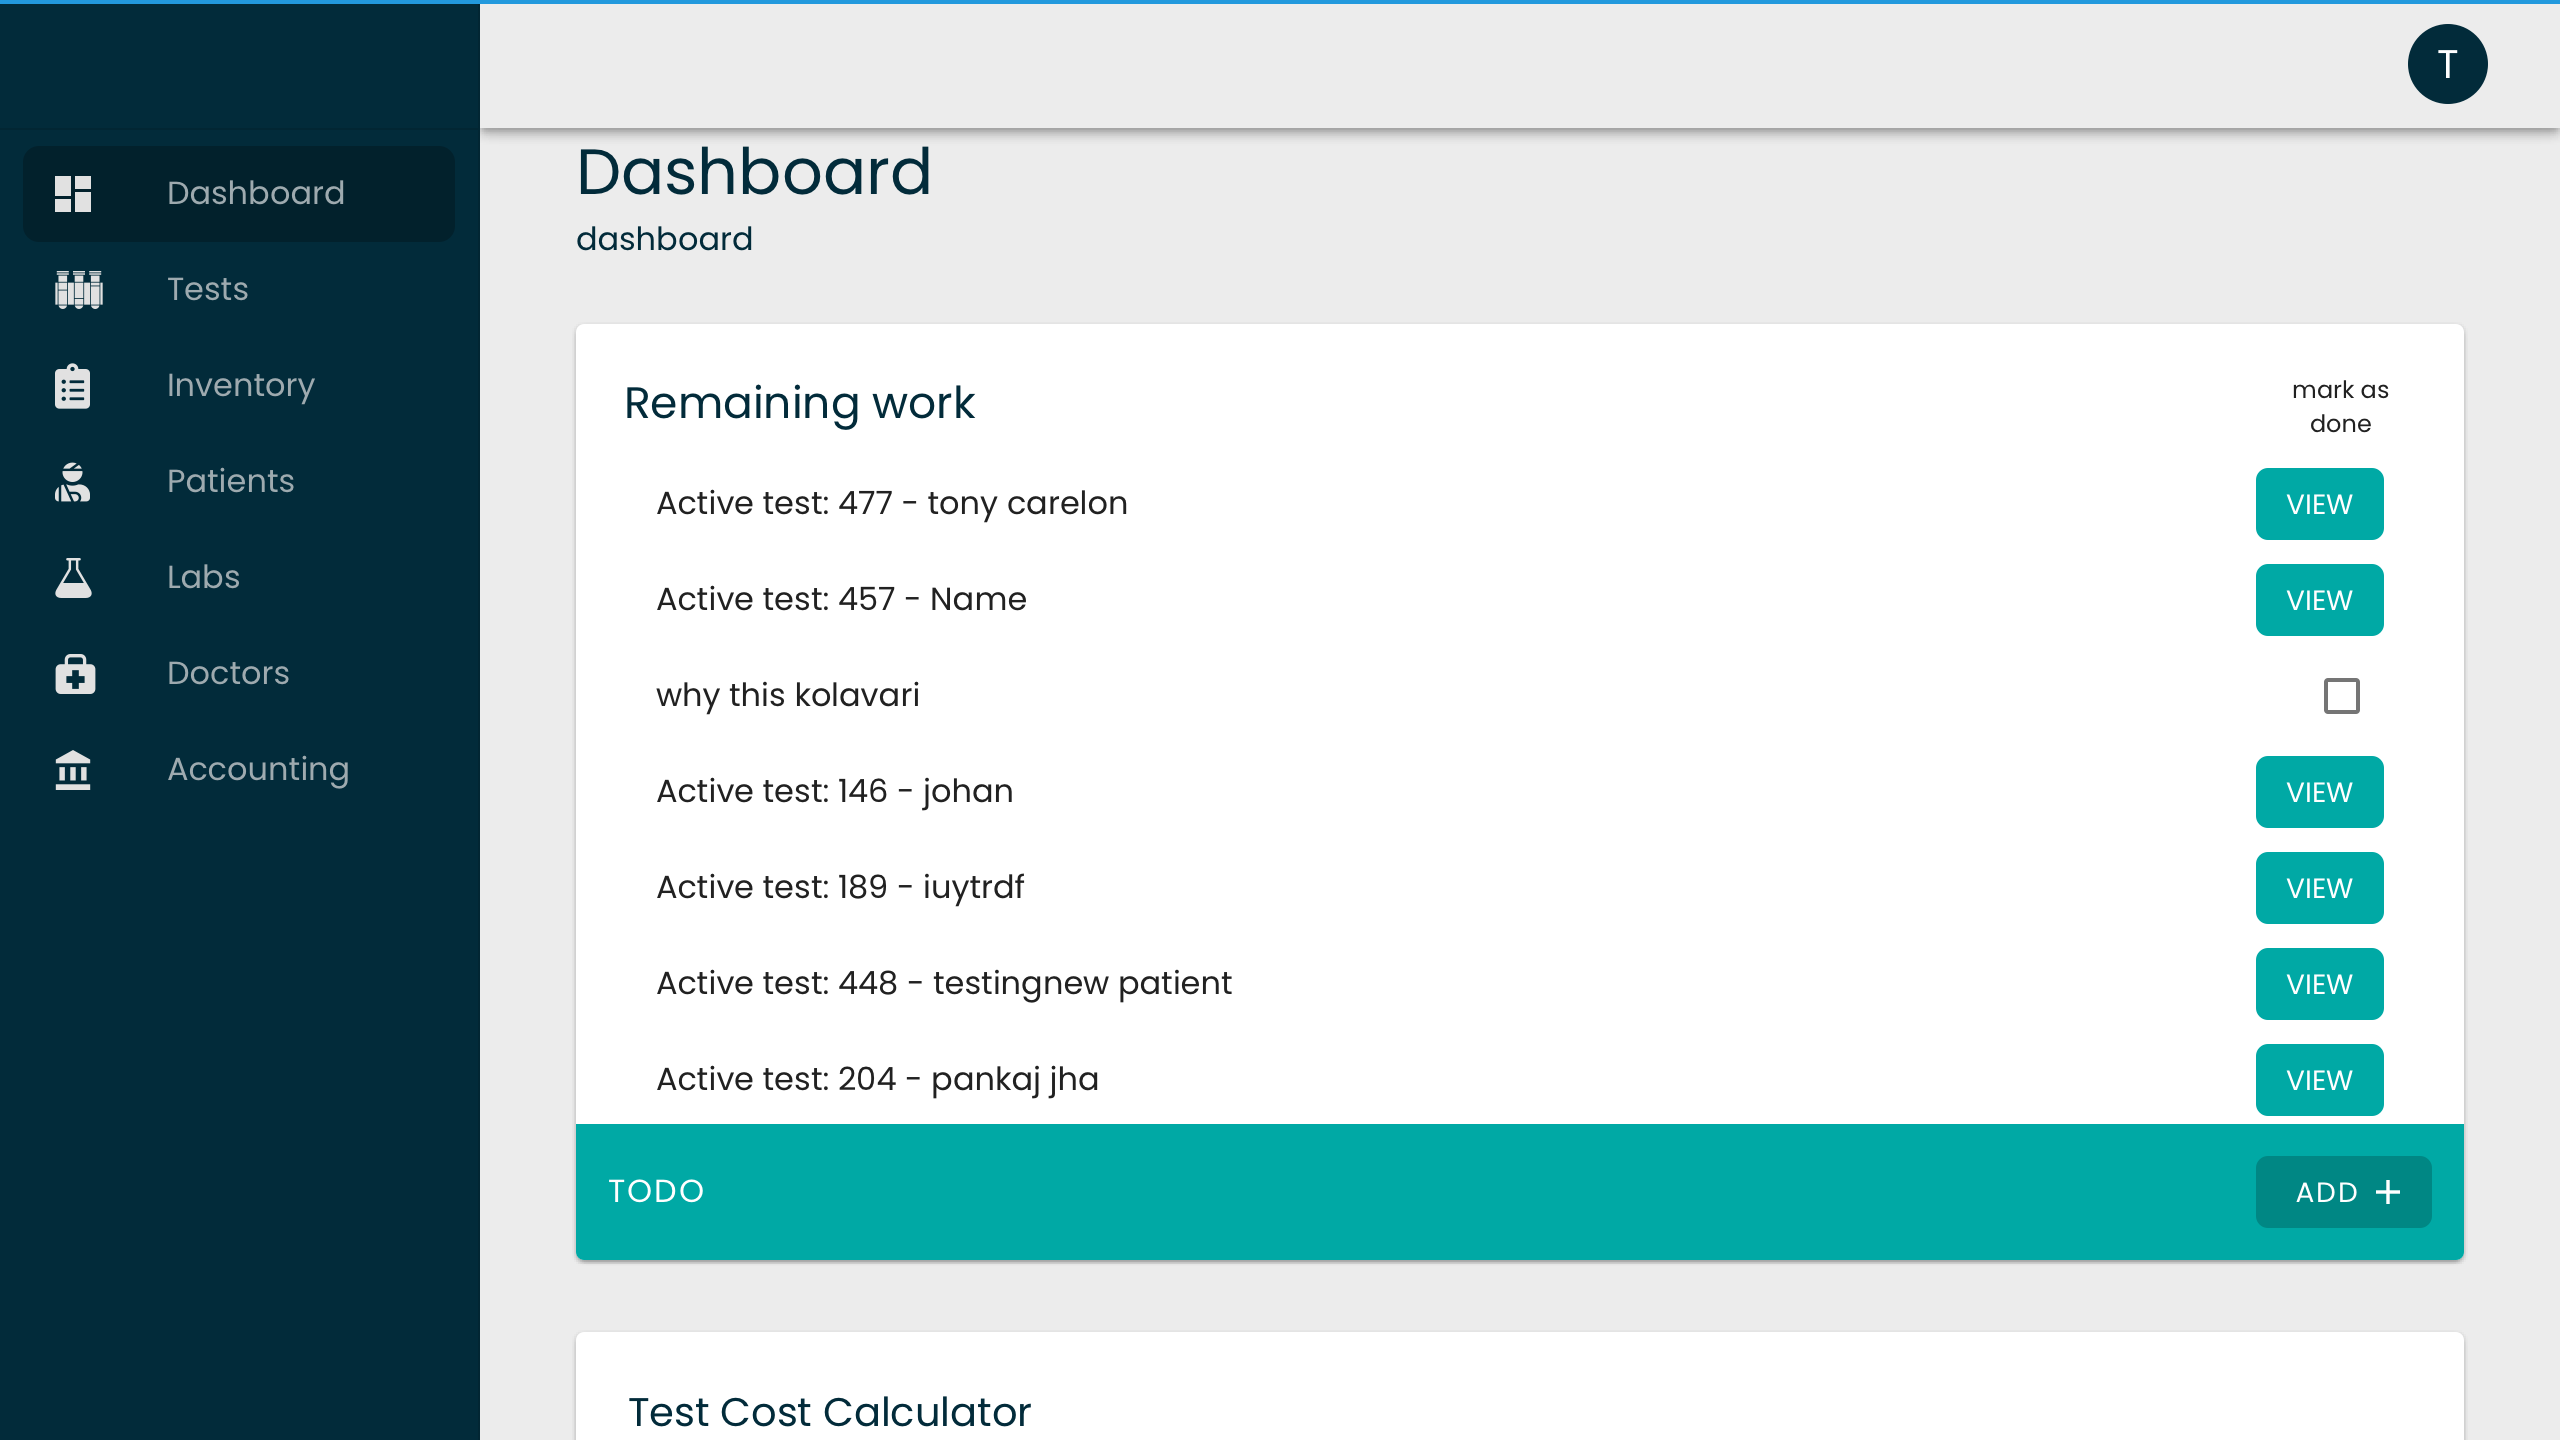 T
Dashboard
Tests
Inventory
Patients
Labs
Doctors
Accounting
Dashboard
dashboard
Remaining work
mark as
done
Active test: 477 - tony carelon
VIEW
Active test: 457 - Name
VIEW
why this kolavari
Active test: 146 - johan
VIEW
Active test: 189 - iuytrdf
VIEW
Active test: 448 - testingnew patient
VIEW
Active test: 204 - pankaj jha
VIEW
TODO
ADD +
Test Cost Calculator